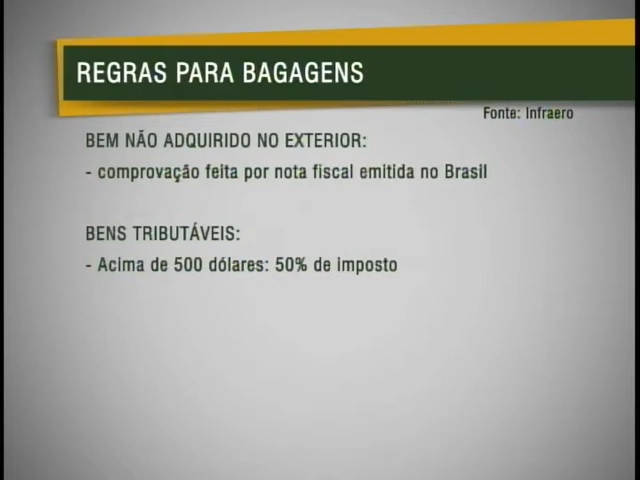 REGRAS PARA BAGAGENS
Fonte: Infraero
BEM NÃO ADQUIRIDO NO EXTERIOR:
- comprovação feita por nota fiscal emitida no Brasil
BENS TRIBUTÁVEIS:
- Acima de 500 dólares: 50% de imposto